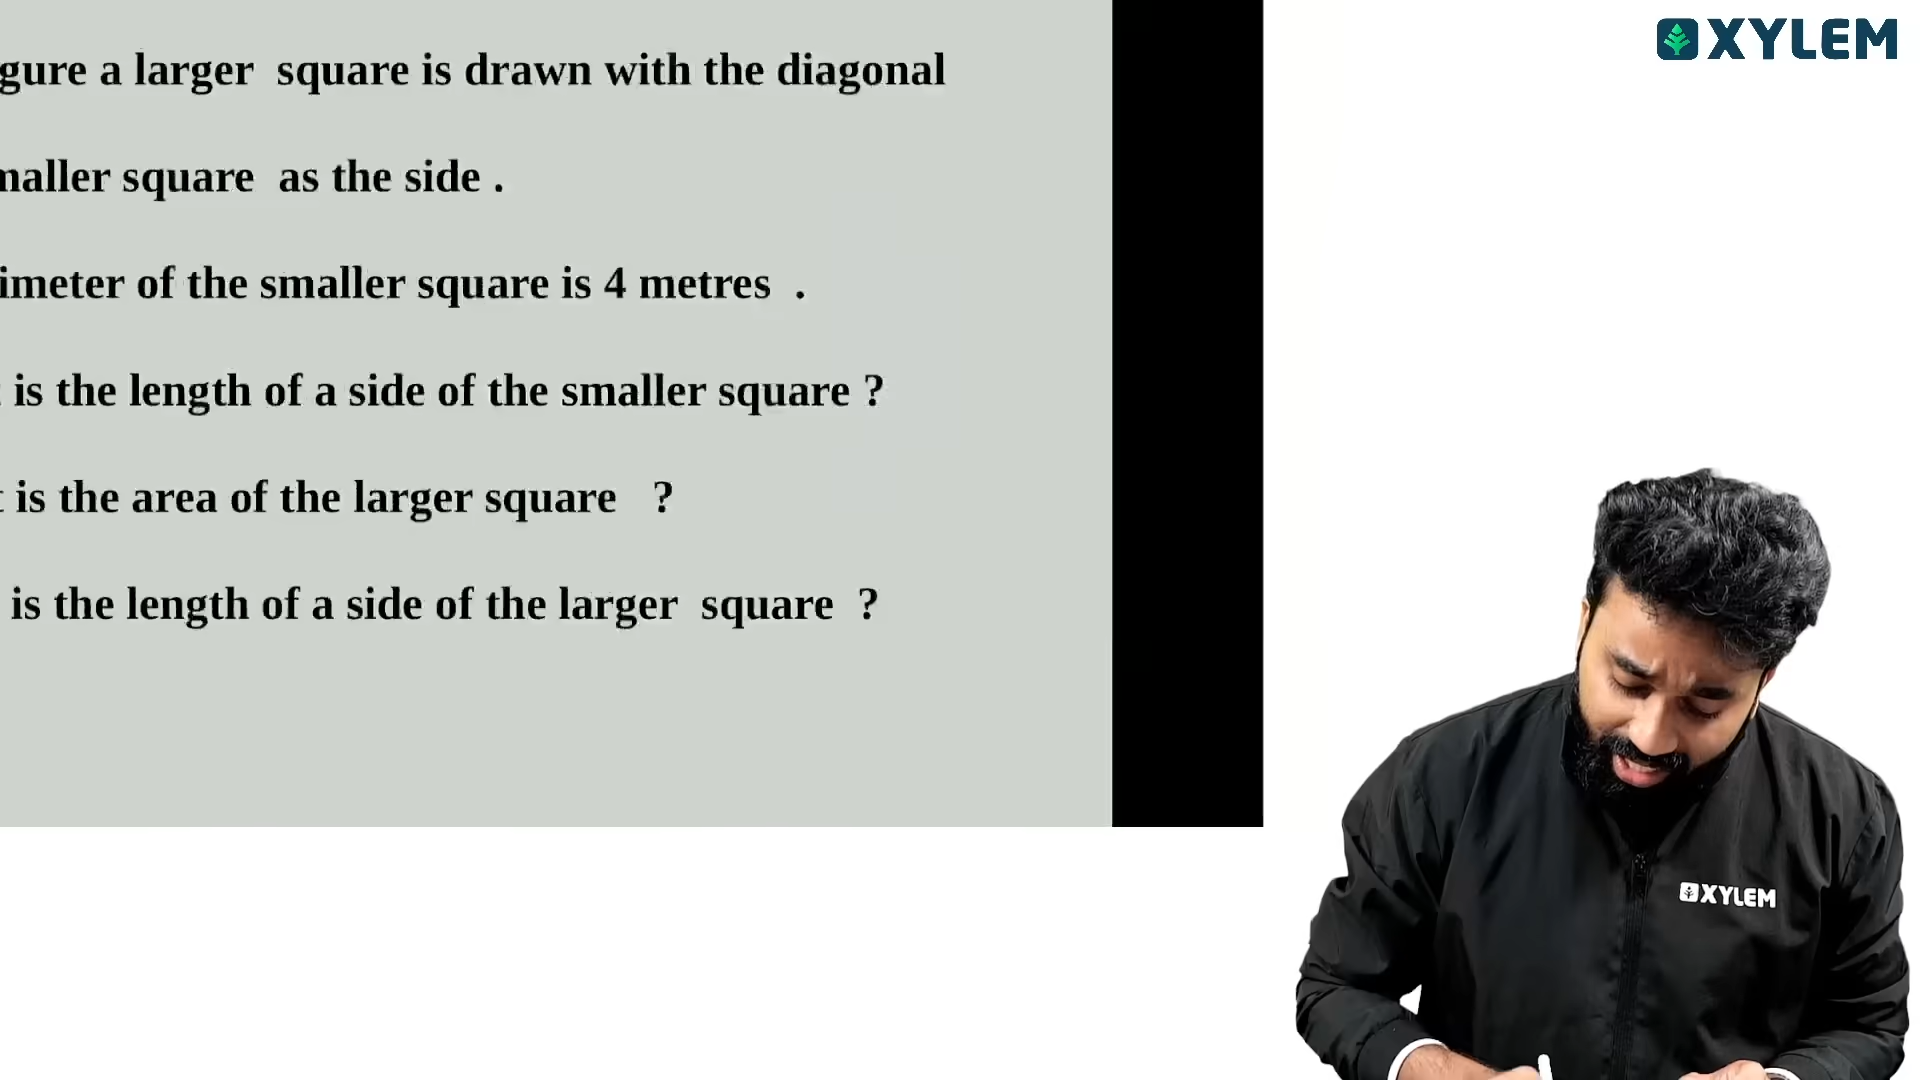 XYLEM
gure a larger square is drawn with the diagonal
maller square as the side .
imeter of the smaller square is 4 metres .
is the length of a side of the smaller square ?
is the area of the larger square ?
is the length of a side of the larger square ?
XYLEM